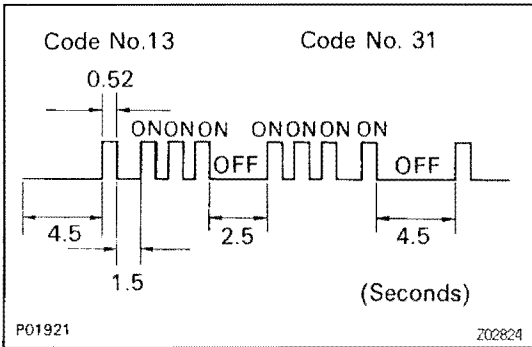 Code No.13 Code No. 31
0.52
ON ON ON ON ON ON ON
OFF OFF
4.5 2.5 4.5
1.5
(Seconds)
P01921 Z02824